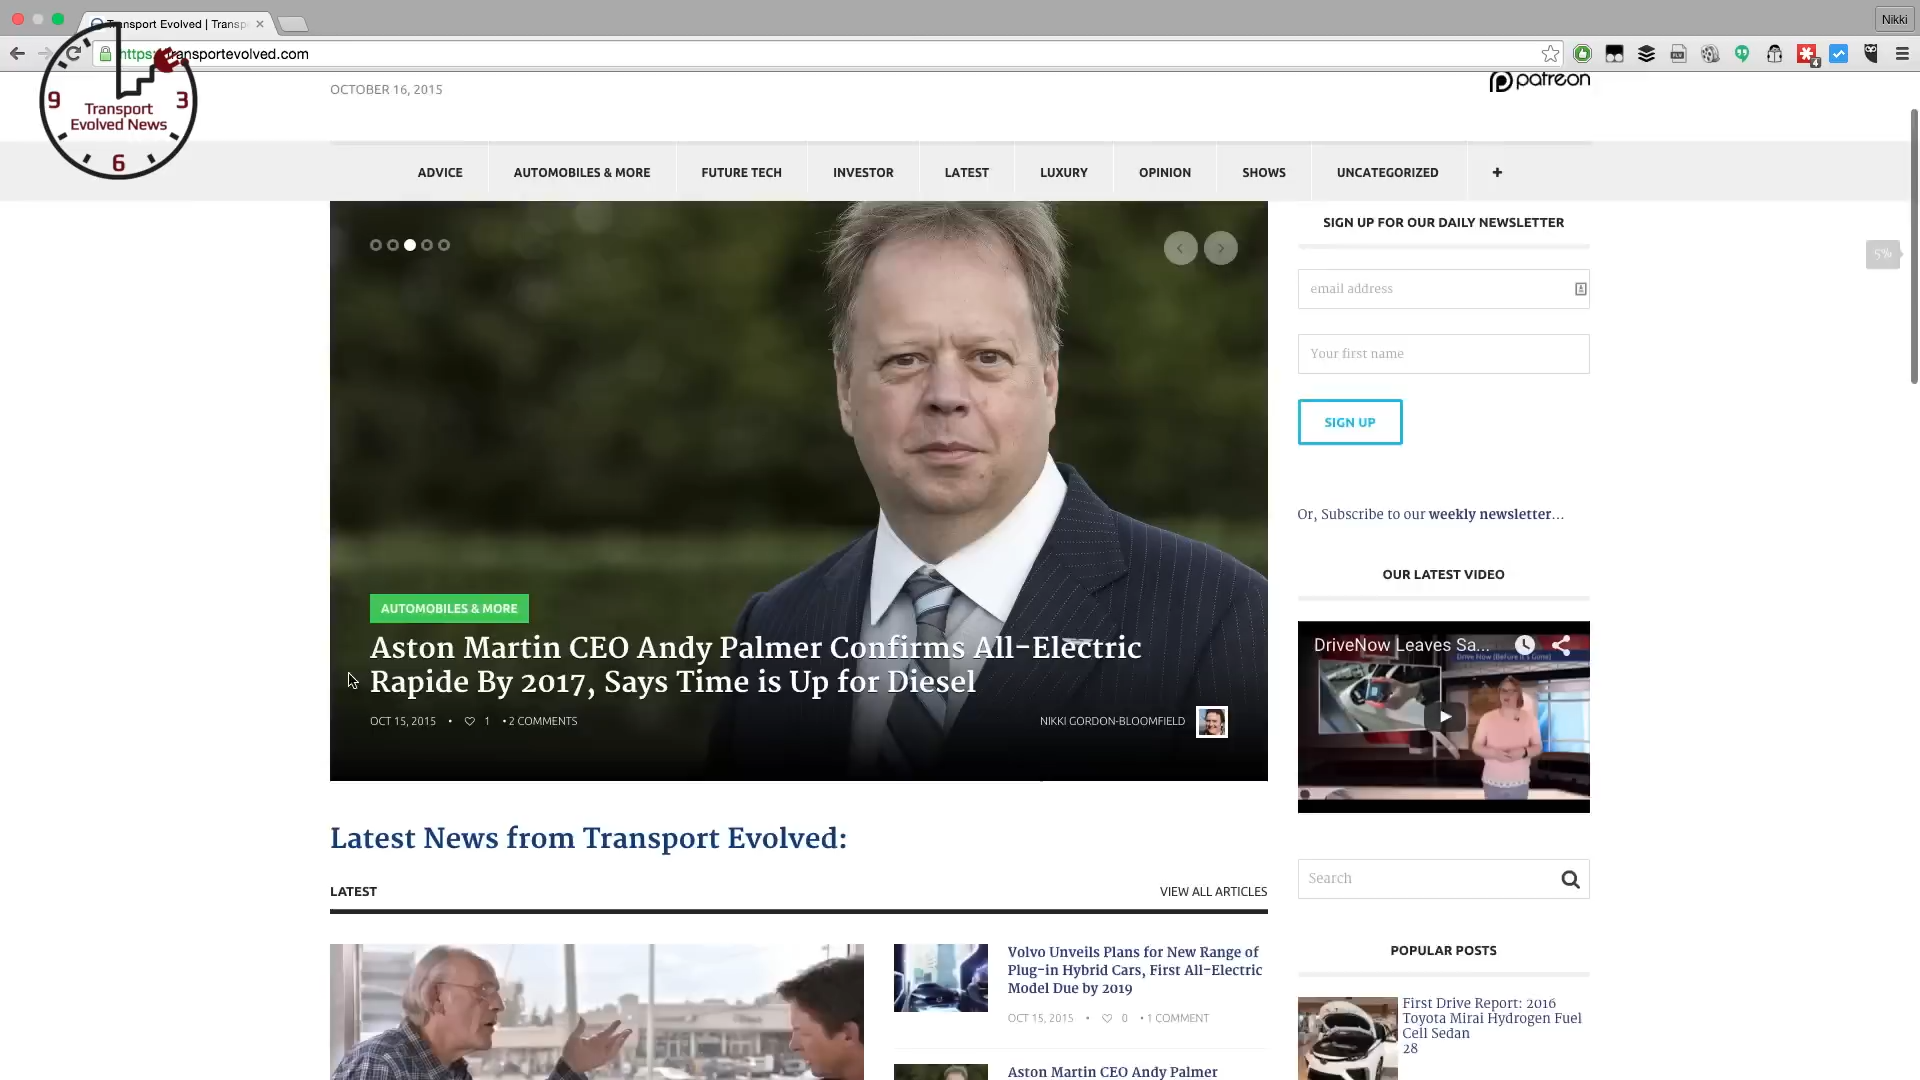 Transport Evolved | Transp
Nikki
https://transportevolved.com
9
3
6
Transport
Evolved News
OCTOBER 16, 2015
patreon
ADVICE
AUTOMOBILES & MORE
FUTURE TECH
INVESTOR
LATEST
LUXURY
OPINION
SHOWS
UNCATEGORIZED
+
AUTOMOBILES & MORE
Aston Martin CEO Andy Palmer Confirms All-Electric
Rapide By 2017, Says Time is Up for Diesel
OCT 15, 2015 • 1 • 2 COMMENTS
NIKKI GORDON-BLOOMFIELD
SIGN UP FOR OUR DAILY NEWSLETTER
email address
Your first name
SIGN UP
Or, Subscribe to our weekly newsletter...
OUR LATEST VIDEO
DriveNow Leaves Sa...
Drive Now (Before It's Gone)
5%
Search
POPULAR POSTS
First Drive Report: 2016
Toyota Mirai Hydrogen Fuel
Cell Sedan
28
Latest News from Transport Evolved:
LATEST
VIEW ALL ARTICLES
Volvo Unveils Plans for New Range of
Plug-in Hybrid Cars, First All-Electric
Model Due by 2019
OCT 15, 2015 • 0 • 1 COMMENT
Aston Martin CEO Andy Palmer